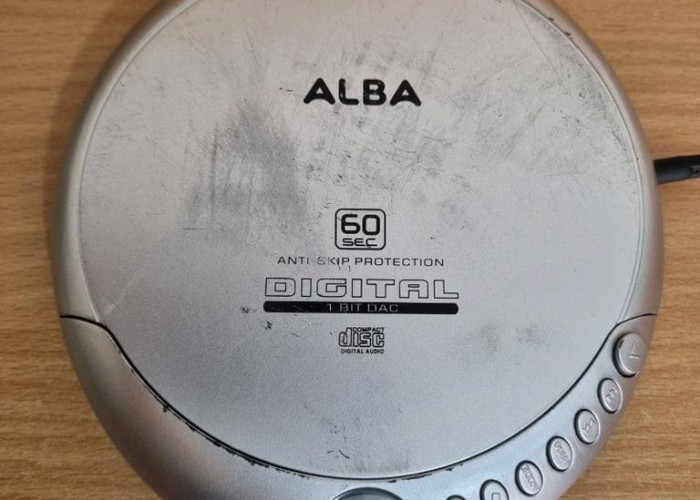 ALBA
60
SEC
ANTI-SKIP PROTECTION
DIGITAL
1 BIT DAC
COMPACT
disc
DIGITAL AUDIO